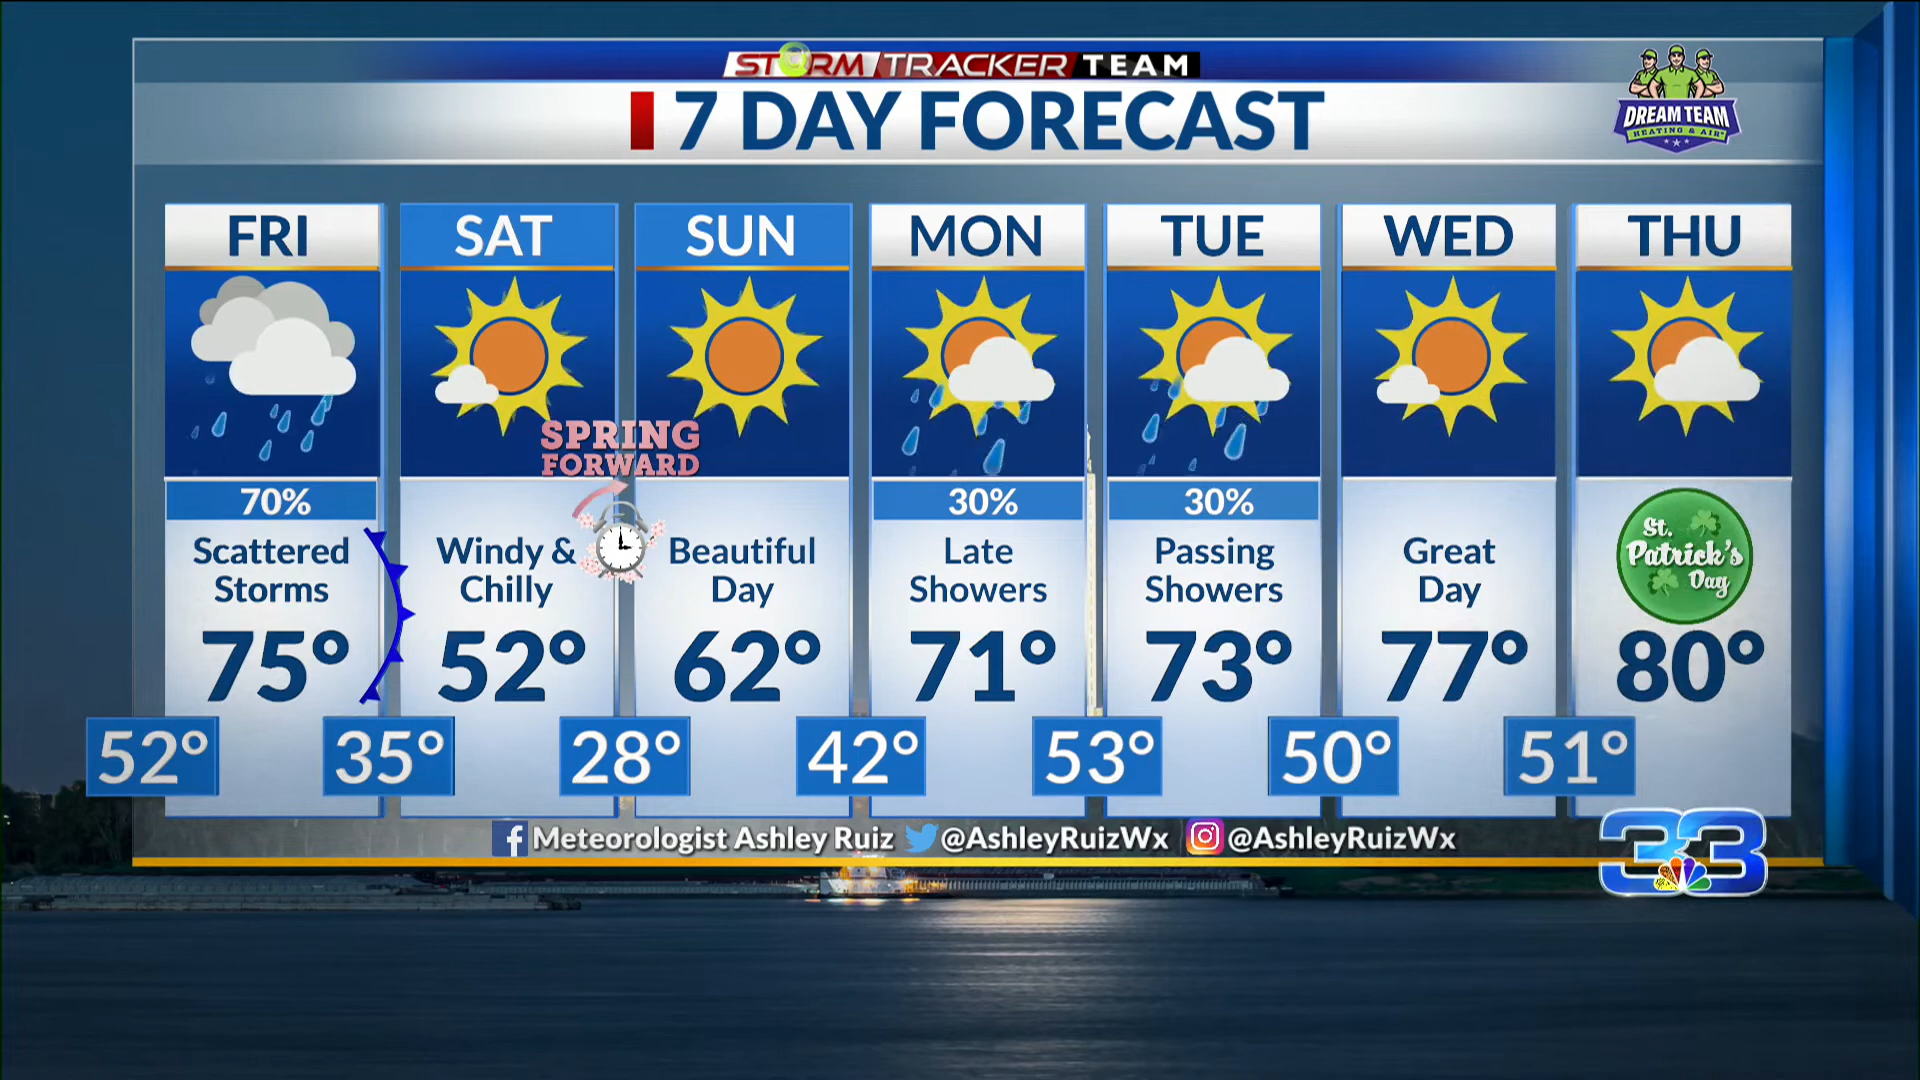 STORM TRACKER TEAM
7 DAY FORECAST
DREAM TEAM
HEATING & AIR
FRI SAT SUN MON TUE WED THU
SPRING
FORWARD
70% 30% 30%
Scattered Storms
Windy & Chilly
Beautiful Day
Late Showers
Passing Showers
Great Day
St. Patrick's Day
75° 52° 62° 71° 73° 77° 80°
52° 35° 28° 42° 53° 50° 51°
Meteorologist Ashley Ruiz @AshleyRuizWx @AshleyRuizWx
33